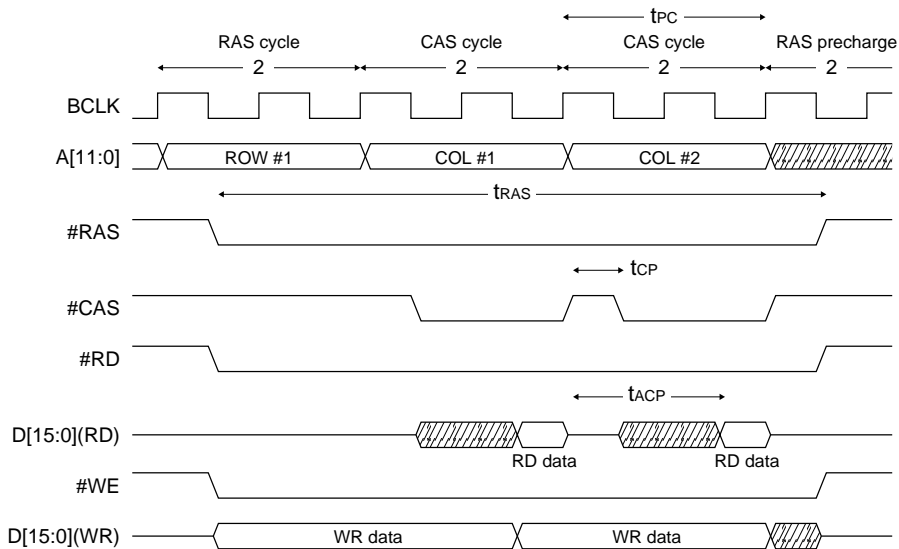 tPC
RAS cycle CAS cycle CAS cycle RAS precharge
2 2 2 2
BCLK
A[11:0] ROW #1 COL #1 COL #2
tRAS
#RAS
tCP
#CAS
#RD
tACP
D[15:0](RD)
RD data RD data
#WE
D[15:0](WR) WR data WR data